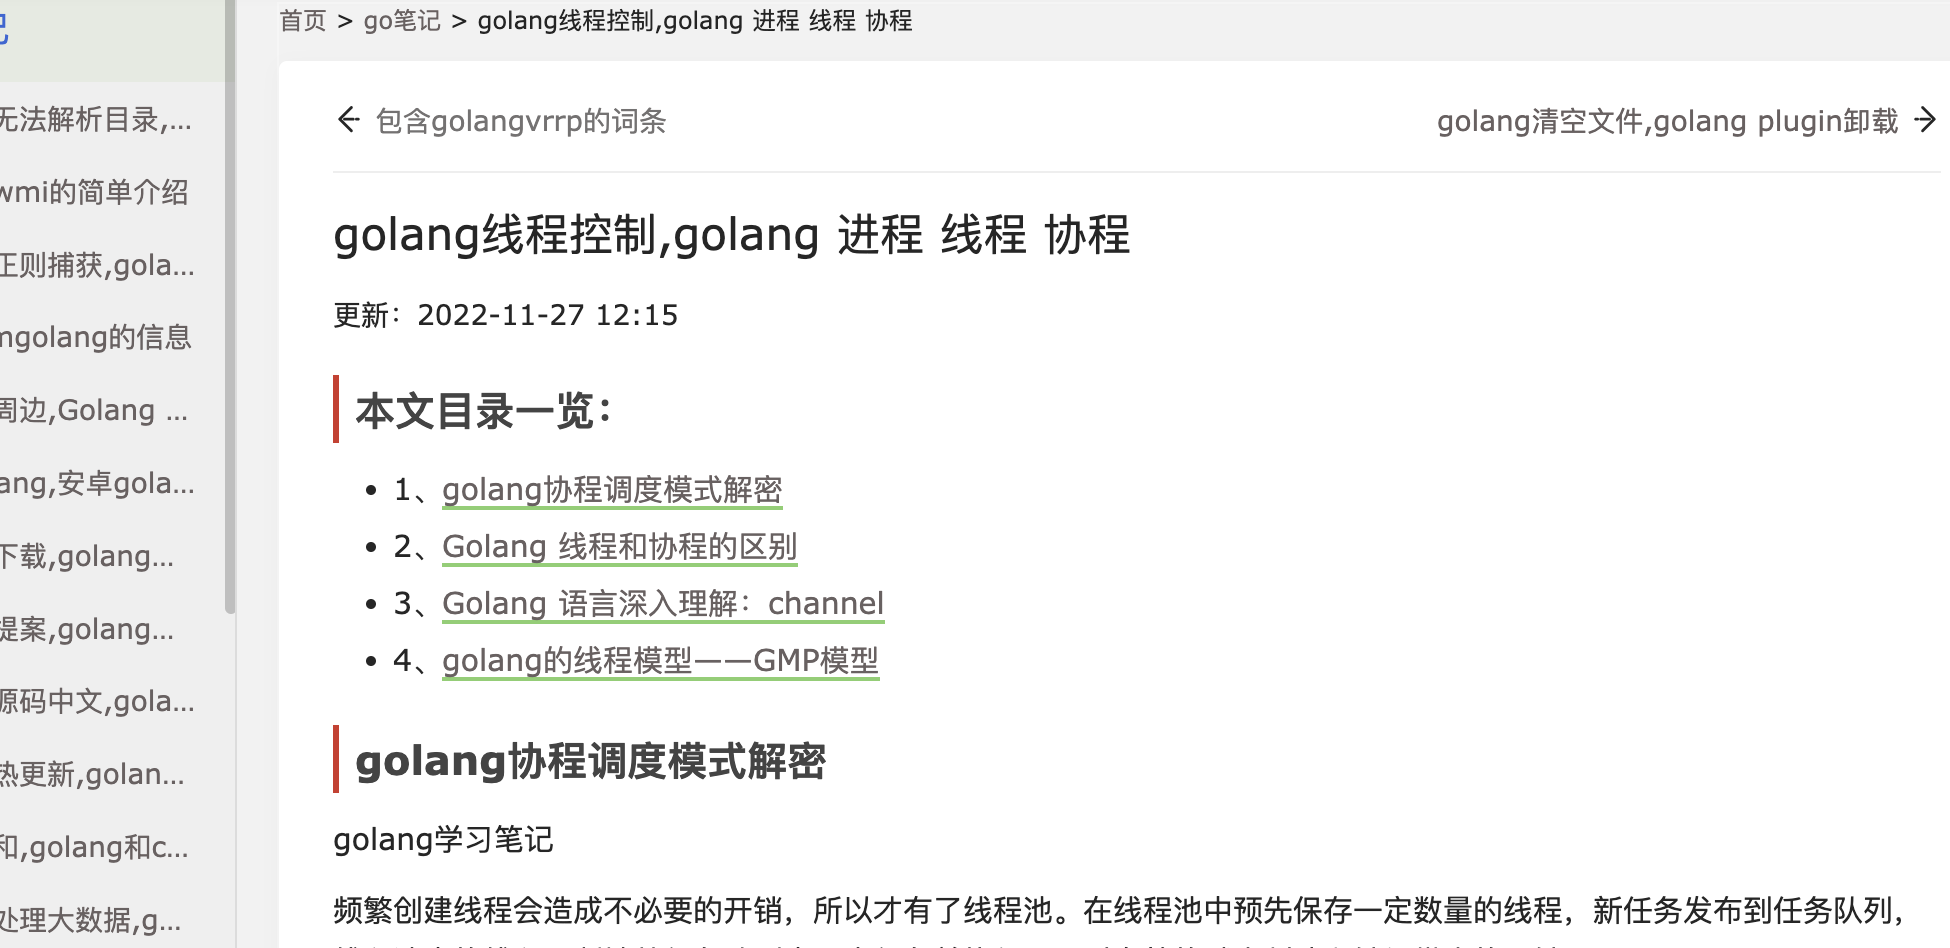 首页 > go笔记 > golang线程控制,golang 进程 线程 协程
无法解析目录,...
wmi的简单介绍
正则捕获,gola...
mgolang的信息
周边,Golang ...
ang,安卓gola...
下载,golang...
提案,golang...
源码中文,gola...
热更新,golan...
和,golang和c...
处理大数据,g...
← 包含golangvrrp的词条
golang清空文件,golang plugin卸载 →
golang线程控制,golang 进程 线程 协程
更新：2022-11-27 12:15
本文目录一览：
• 1、golang协程调度模式解密
• 2、Golang 线程和协程的区别
• 3、Golang 语言深入理解：channel
• 4、golang的线程模型——GMP模型
golang协程调度模式解密
golang学习笔记
频繁创建线程会造成不必要的开销，所以才有了线程池。在线程池中预先保存一定数量的线程，新任务发布到任务队列，